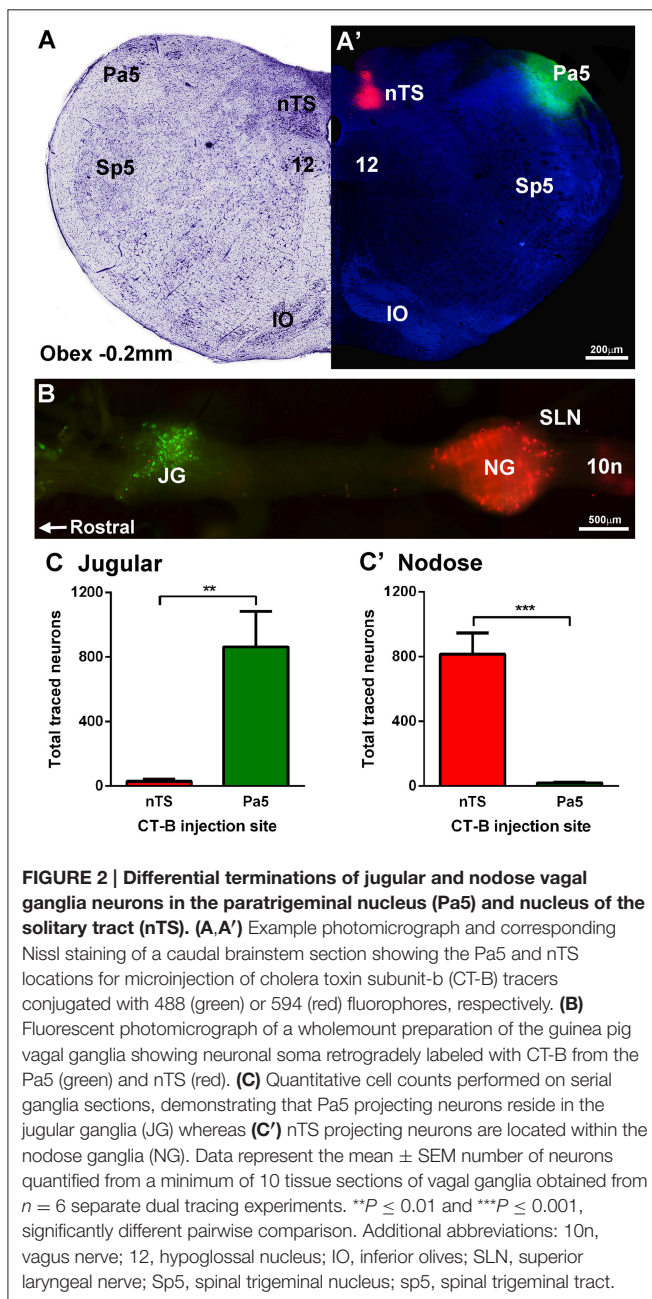 A
A'
Pa5
nTS
Pa5
nTS
12
12
Sp5
Sp5
IO
IO
Obex -0.2mm
200µm
B
SLN
JG
NG
10n
← Rostral
500µm
C Jugular
C' Nodose
1200
800
400
0
Total traced neurons
**
nTS
Pa5
CT-B injection site
1200
800
400
0
Total traced neurons
***
nTS
Pa5
CT-B injection site
FIGURE 2 | Differential terminations of jugular and nodose vagal
ganglia neurons in the paratrigeminal nucleus (Pa5) and nucleus of the
solitary tract (nTS). (A,A′) Example photomicrograph and corresponding
Nissl staining of a caudal brainstem section showing the Pa5 and nTS
locations for microinjection of cholera toxin subunit-b (CT-B) tracers
conjugated with 488 (green) or 594 (red) fluorophores, respectively. (B)
Fluorescent photomicrograph of a wholemount preparation of the guinea pig
vagal ganglia showing neuronal soma retrogradely labeled with CT-B from the
Pa5 (green) and nTS (red). (C) Quantitative cell counts performed on serial
ganglia sections, demonstrating that Pa5 projecting neurons reside in the
jugular ganglia (JG) whereas (C′) nTS projecting neurons are located within the
nodose ganglia (NG). Data represent the mean ± SEM number of neurons
quantified from a minimum of 10 tissue sections of vagal ganglia obtained from
n = 6 separate dual tracing experiments. **P ≤ 0.01 and ***P ≤ 0.001,
significantly different pairwise comparison. Additional abbreviations: 10n,
vagus nerve; 12, hypoglossal nucleus; IO, inferior olives; SLN, superior
laryngeal nerve; Sp5, spinal trigeminal nucleus; sp5, spinal trigeminal tract.